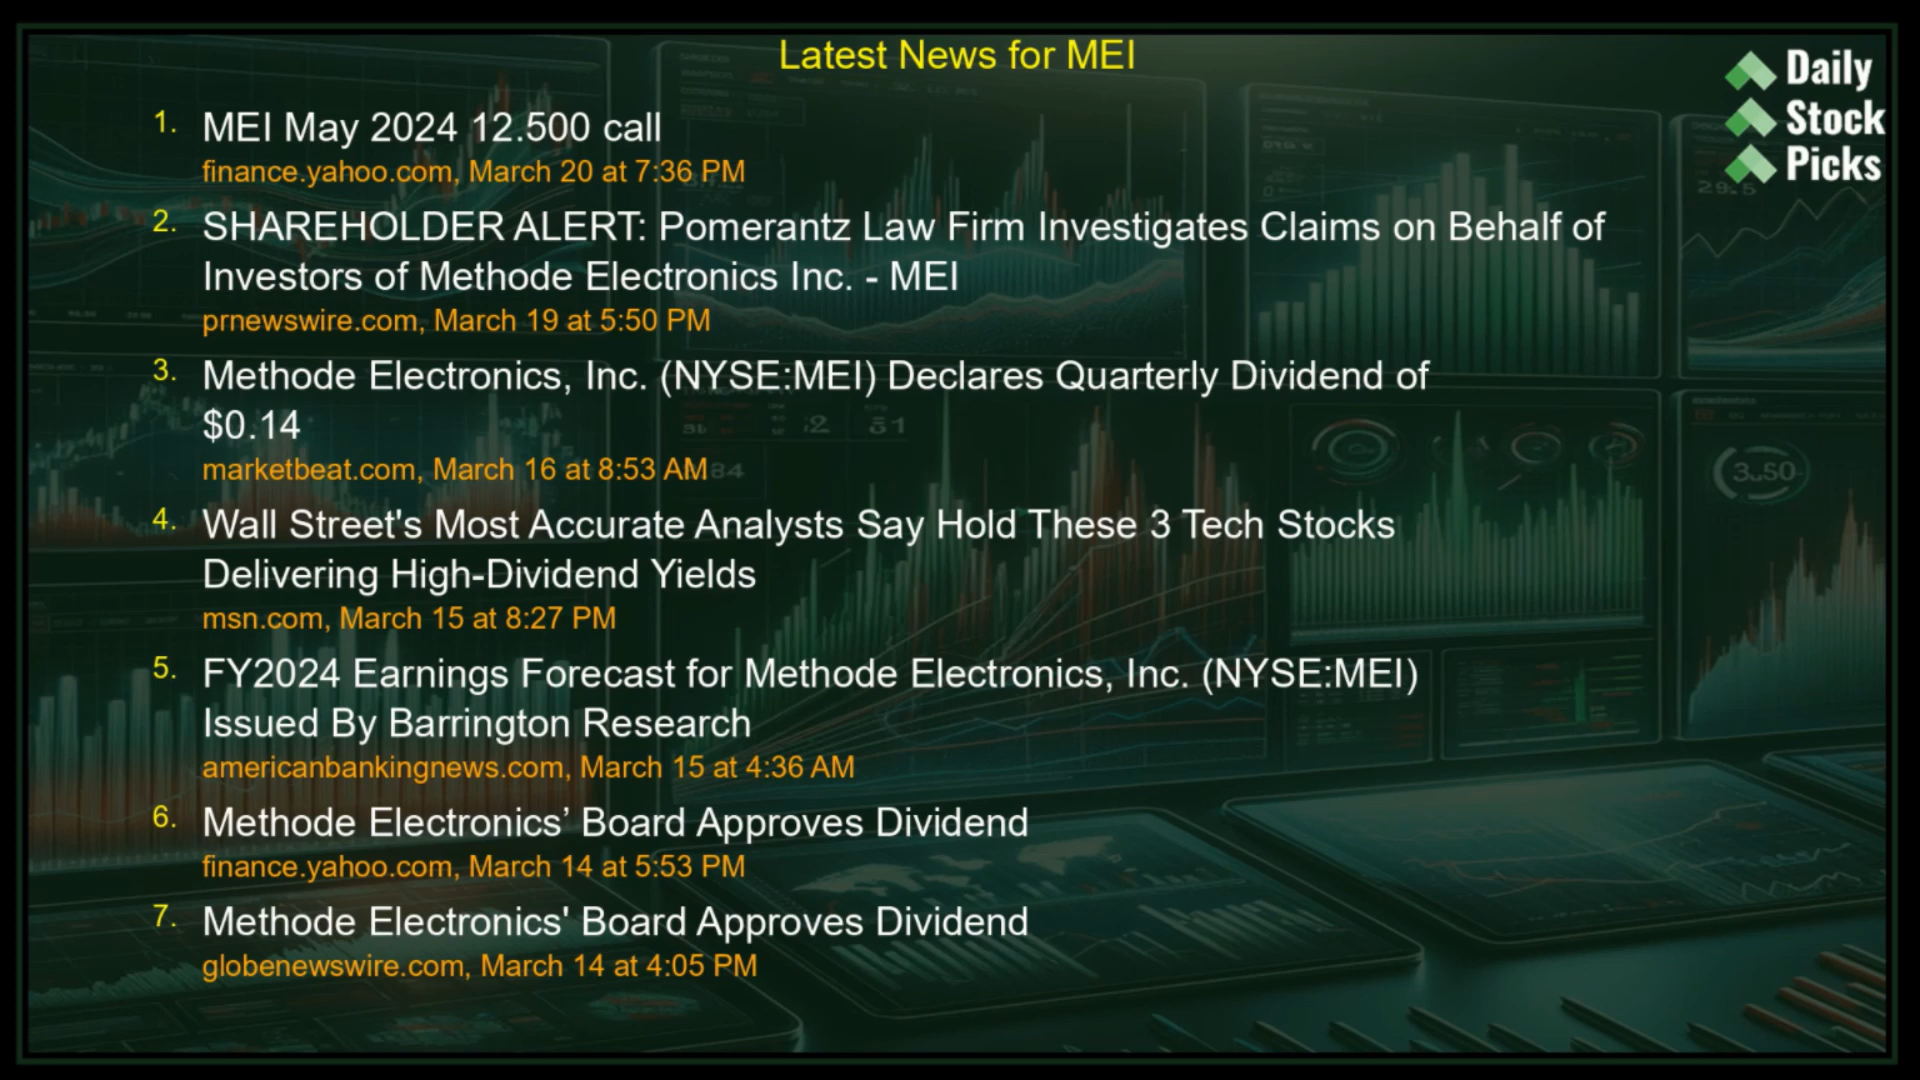 Latest News for MEI
Daily
Stock
Picks
1. MEI May 2024 12.500 call
finance.yahoo.com, March 20 at 7:36 PM
2. SHAREHOLDER ALERT: Pomerantz Law Firm Investigates Claims on Behalf of
Investors of Methode Electronics Inc. - MEI
prnewswire.com, March 19 at 5:50 PM
3. Methode Electronics, Inc. (NYSE:MEI) Declares Quarterly Dividend of
$0.14
marketbeat.com, March 16 at 8:53 AM
4. Wall Street's Most Accurate Analysts Say Hold These 3 Tech Stocks
Delivering High-Dividend Yields
msn.com, March 15 at 8:27 PM
5. FY2024 Earnings Forecast for Methode Electronics, Inc. (NYSE:MEI)
Issued By Barrington Research
americanbankingnews.com, March 15 at 4:36 AM
6. Methode Electronics’ Board Approves Dividend
finance.yahoo.com, March 14 at 5:53 PM
7. Methode Electronics' Board Approves Dividend
globenewswire.com, March 14 at 4:05 PM